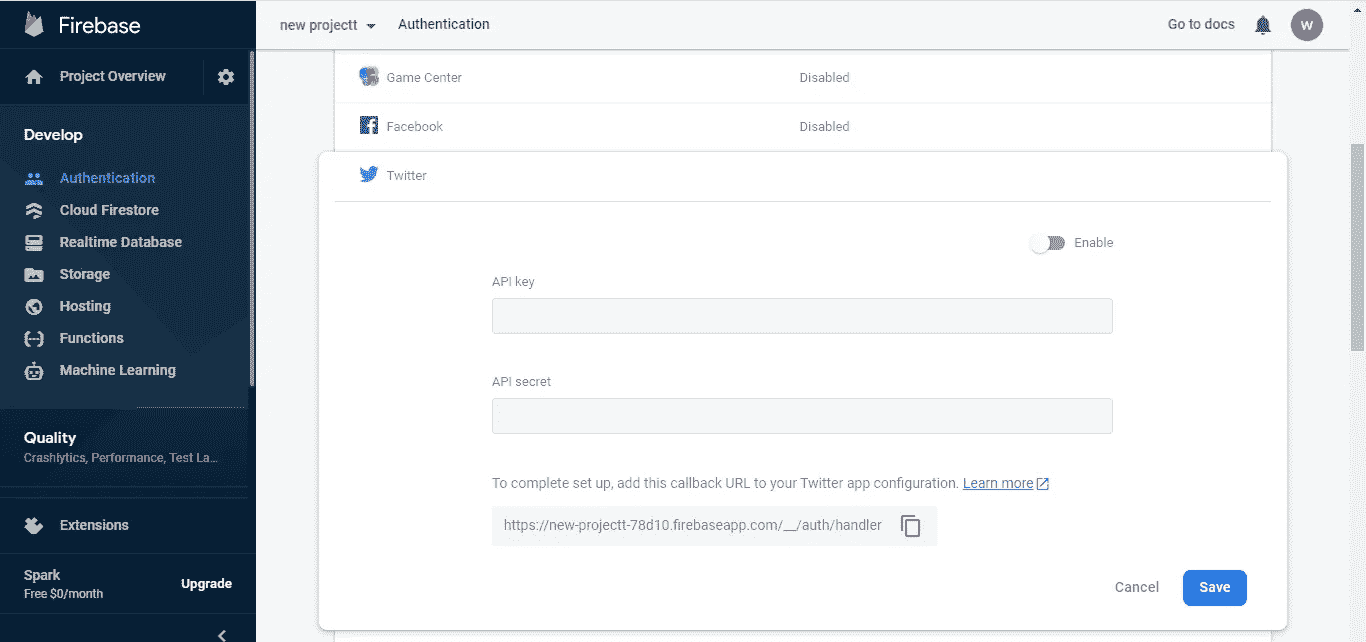 Firebase
new projectt
Authentication
Go to docs
W
Project Overview
Develop
Authentication
Cloud Firestore
Realtime Database
Storage
Hosting
Functions
Machine Learning
Quality
Crashlytics, Performance, Test La...
Extensions
Spark
Free $0/month
Upgrade
Game Center
Disabled
Facebook
Disabled
Twitter
Enable
API key
API secret
To complete set up, add this callback URL to your Twitter app configuration. Learn more
https://new-projectt-78d10.firebaseapp.com/__/auth/handler
Cancel
Save